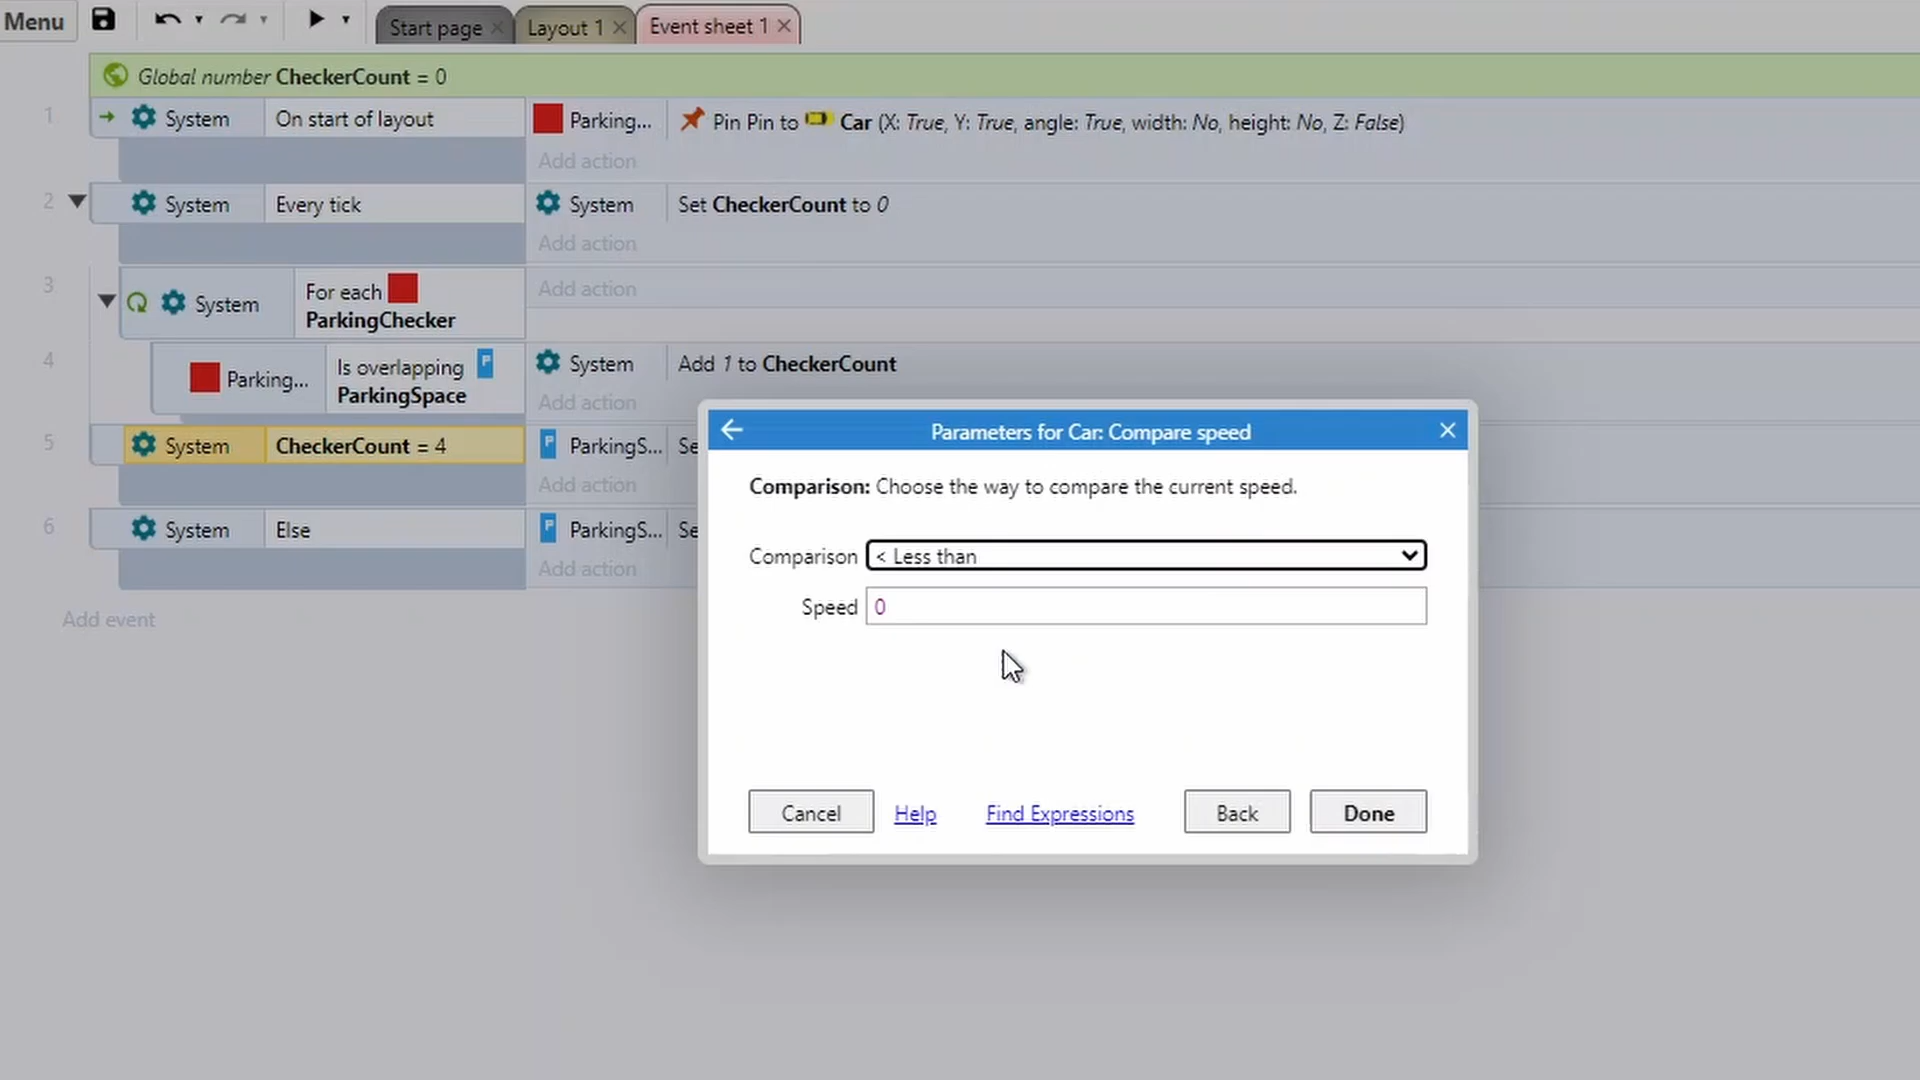 Menu
Start page
Layout 1
Event sheet 1
Global number CheckerCount = 0
1
System
On start of layout
Parking...
Pin Pin to Car (X: True, Y: True, angle: True, width: No, height: No, Z: False)
Add action
2
System
Every tick
System
Set CheckerCount to 0
Add action
3
System
For each
ParkingChecker
Add action
4
Parking...
Is overlapping
ParkingSpace
System
Add 1 to CheckerCount
Add action
5
System
CheckerCount = 4
P
ParkingS...
Se
Add action
6
System
Else
P
ParkingS...
Se
Add action
Add event
Parameters for Car: Compare speed
Comparison: Choose the way to compare the current speed.
Comparison
< Less than
Speed
0
Cancel
Help
Find Expressions
Back
Done